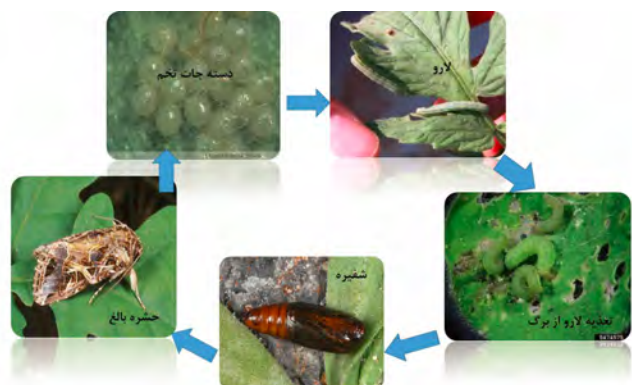 دسته جات تخم
لارو
تغذیه لارو از برگ
شفیره
حشره بالغ